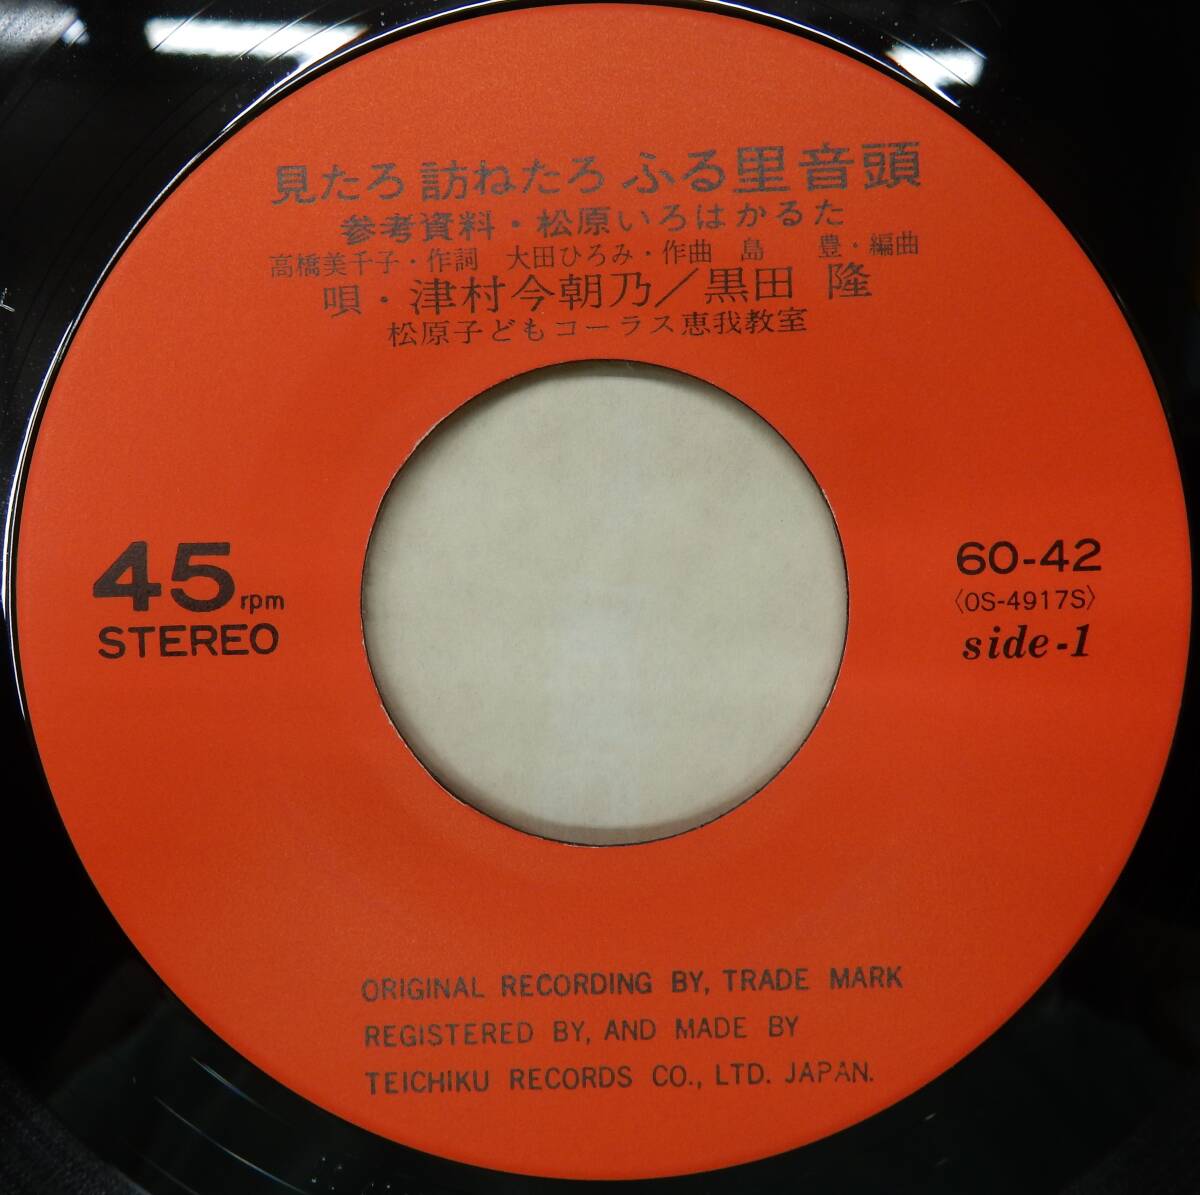 見たろ 訪ねたろ ふる里音頭
参考資料・松原いろはかるた
高橋美千子・作詞 大田ひろみ・作曲 島 豊・編曲
唄・津村今朝乃／黒田 隆
松原子どもコーラス恵我教室
45 rpm
STEREO
60-42
〈OS-4917S〉
side-1
ORIGINAL RECORDING BY, TRADE MARK
REGISTERED BY, AND MADE BY
TEICHIKU RECORDS CO., LTD. JAPAN.